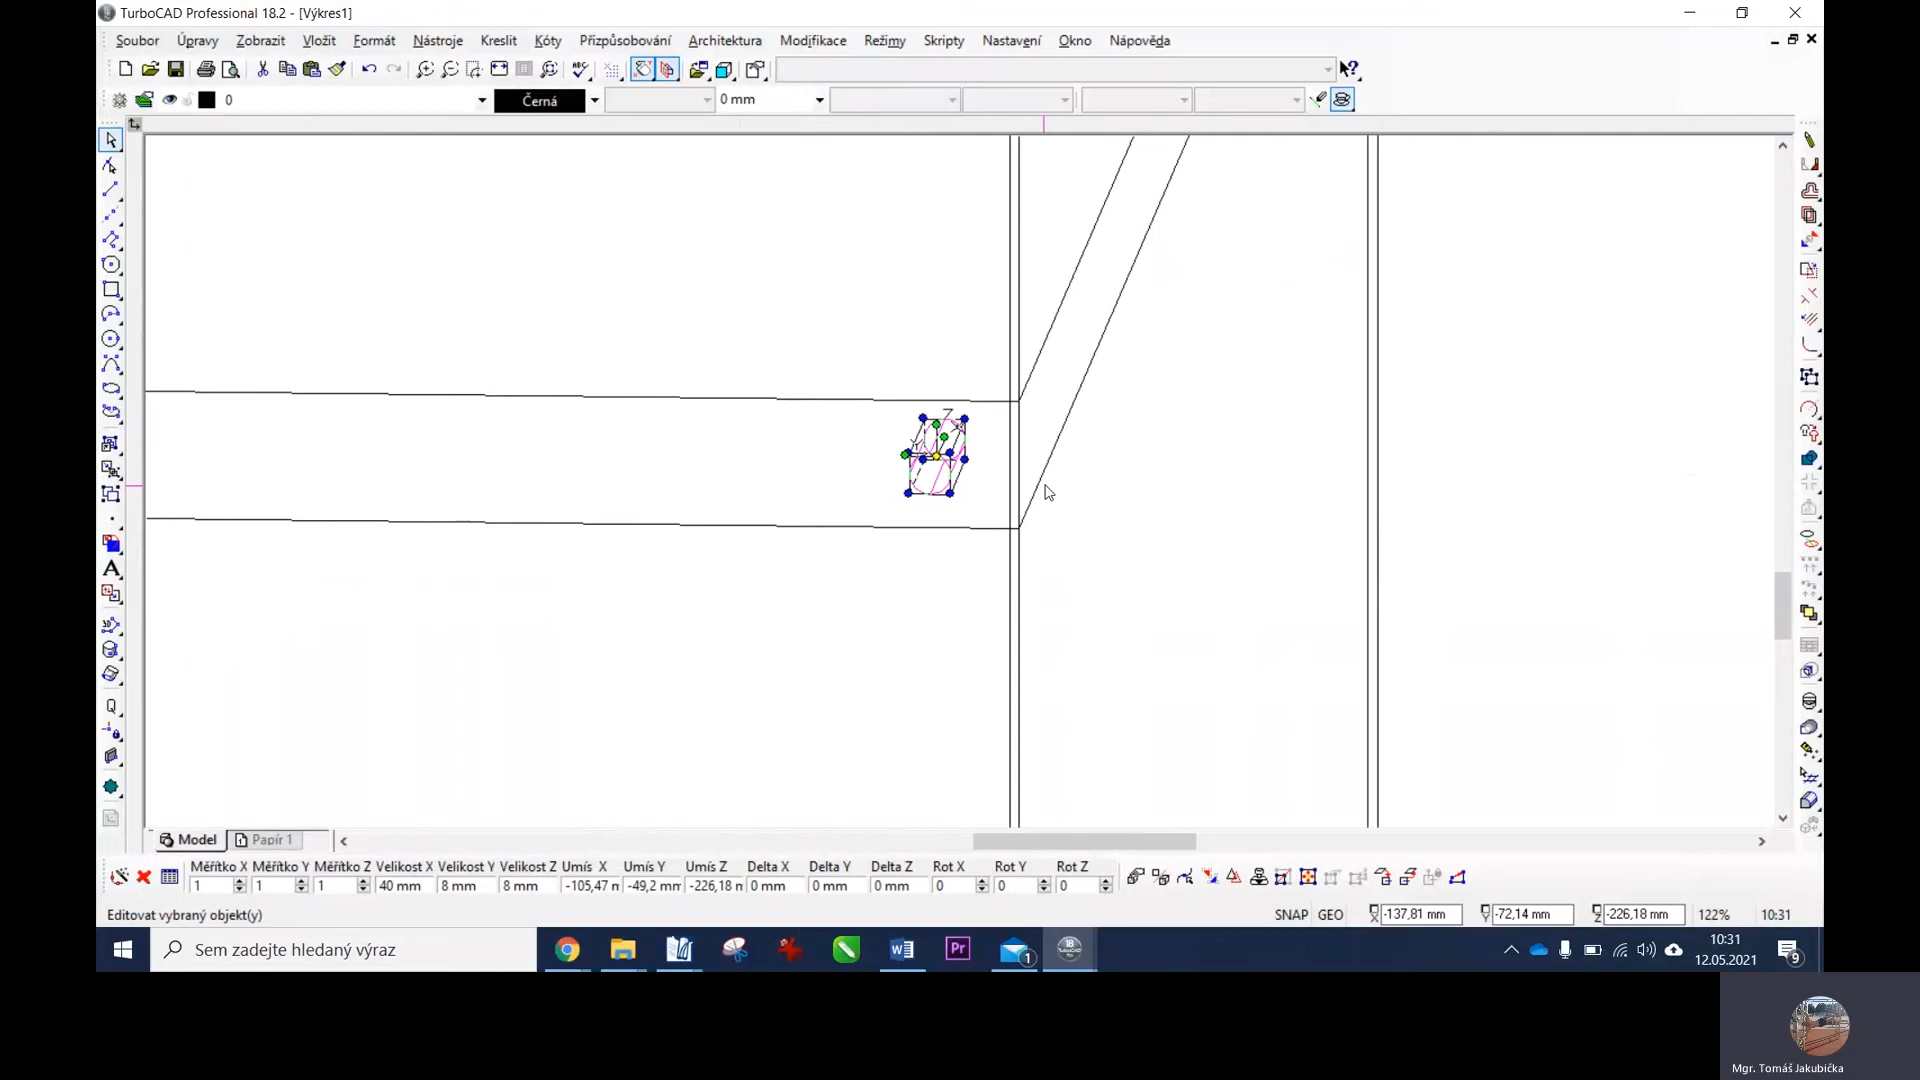 TurboCAD Professional 18.2 - [Výkres1]
Soubor Úpravy Zobrazit Vložit Formát Nástroje Kreslit Kóty Přizpůsobování Architektura Modifikace Režimy Skripty Nastavení Okno Nápověda
0 Černá 0 mm
Z
Model Papír 1
Měřítko X Měřítko Y Měřítko Z Velikost X Velikost Y Velikost Z Umís X Umís Y Umís Z Delta X Delta Y Delta Z Rot X Rot Y Rot Z
1 1 1 40 mm 8 mm 8 mm -105,47 m -49,2 mm -226,18 m 0 mm 0 mm 0 mm 0 0 0
Editovat vybraný objekt(y) SNAP GEO X -137,81 mm Y -72,14 mm Z -226,18 mm 122% 10:31
Sem zadejte hledaný výraz
10:31
12.05.2021
Mgr. Tomáš Jakubička